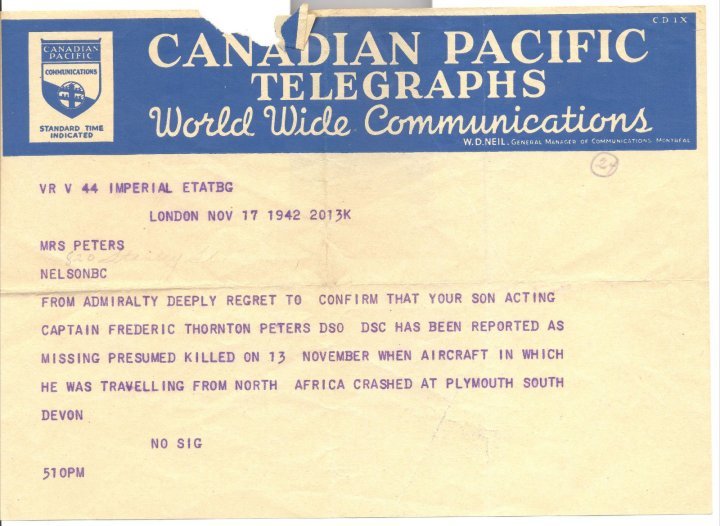 CD 1X
CANADIAN PACIFIC
COMMUNICATIONS
STANDARD TIME
INDICATED
CANADIAN PACIFIC
TELEGRAPHS
World Wide Communications
W.D.NEIL, GENERAL MANAGER OF COMMUNICATIONS. MONTREAL
24
VR V 44 IMPERIAL ETATBG
LONDON NOV 17 1942 2013K
MRS PETERS
NELSONBC
FROM ADMIRALTY DEEPLY REGRET TO CONFIRM THAT YOUR SON ACTING
CAPTAIN FREDERIC THORNTON PETERS DSO DSC HAS BEEN REPORTED AS
MISSING PRESUMED KILLED ON 13 NOVEMBER WHEN AIRCRAFT IN WHICH
HE WAS TRAVELLING FROM NORTH AFRICA CRASHED AT PLYMOUTH SOUTH
DEVON
NO SIG
510PM